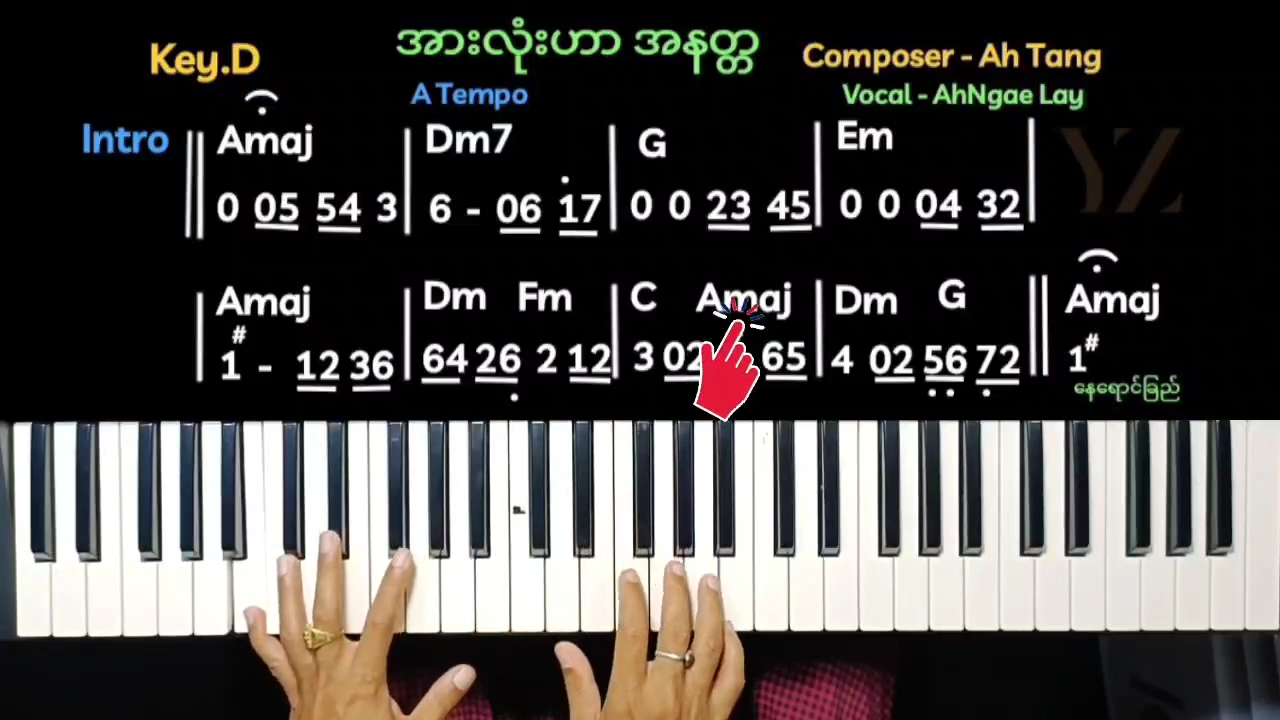 Key.D အားလုံးဟာ အနတ္တ Composer - Ah Tang
A Tempo Vocal - AhNgae Lay
Intro Amaj Dm7 G Em YZ
0 05 54 3 6 - 06 17 0 0 23 45 0 0 04 32
Amaj Dm Fm C Amaj Dm G Amaj
1# - 12 36 64 26 2 12 3 02 65 4 02 56 72 1#
နေရောင်ခြည်